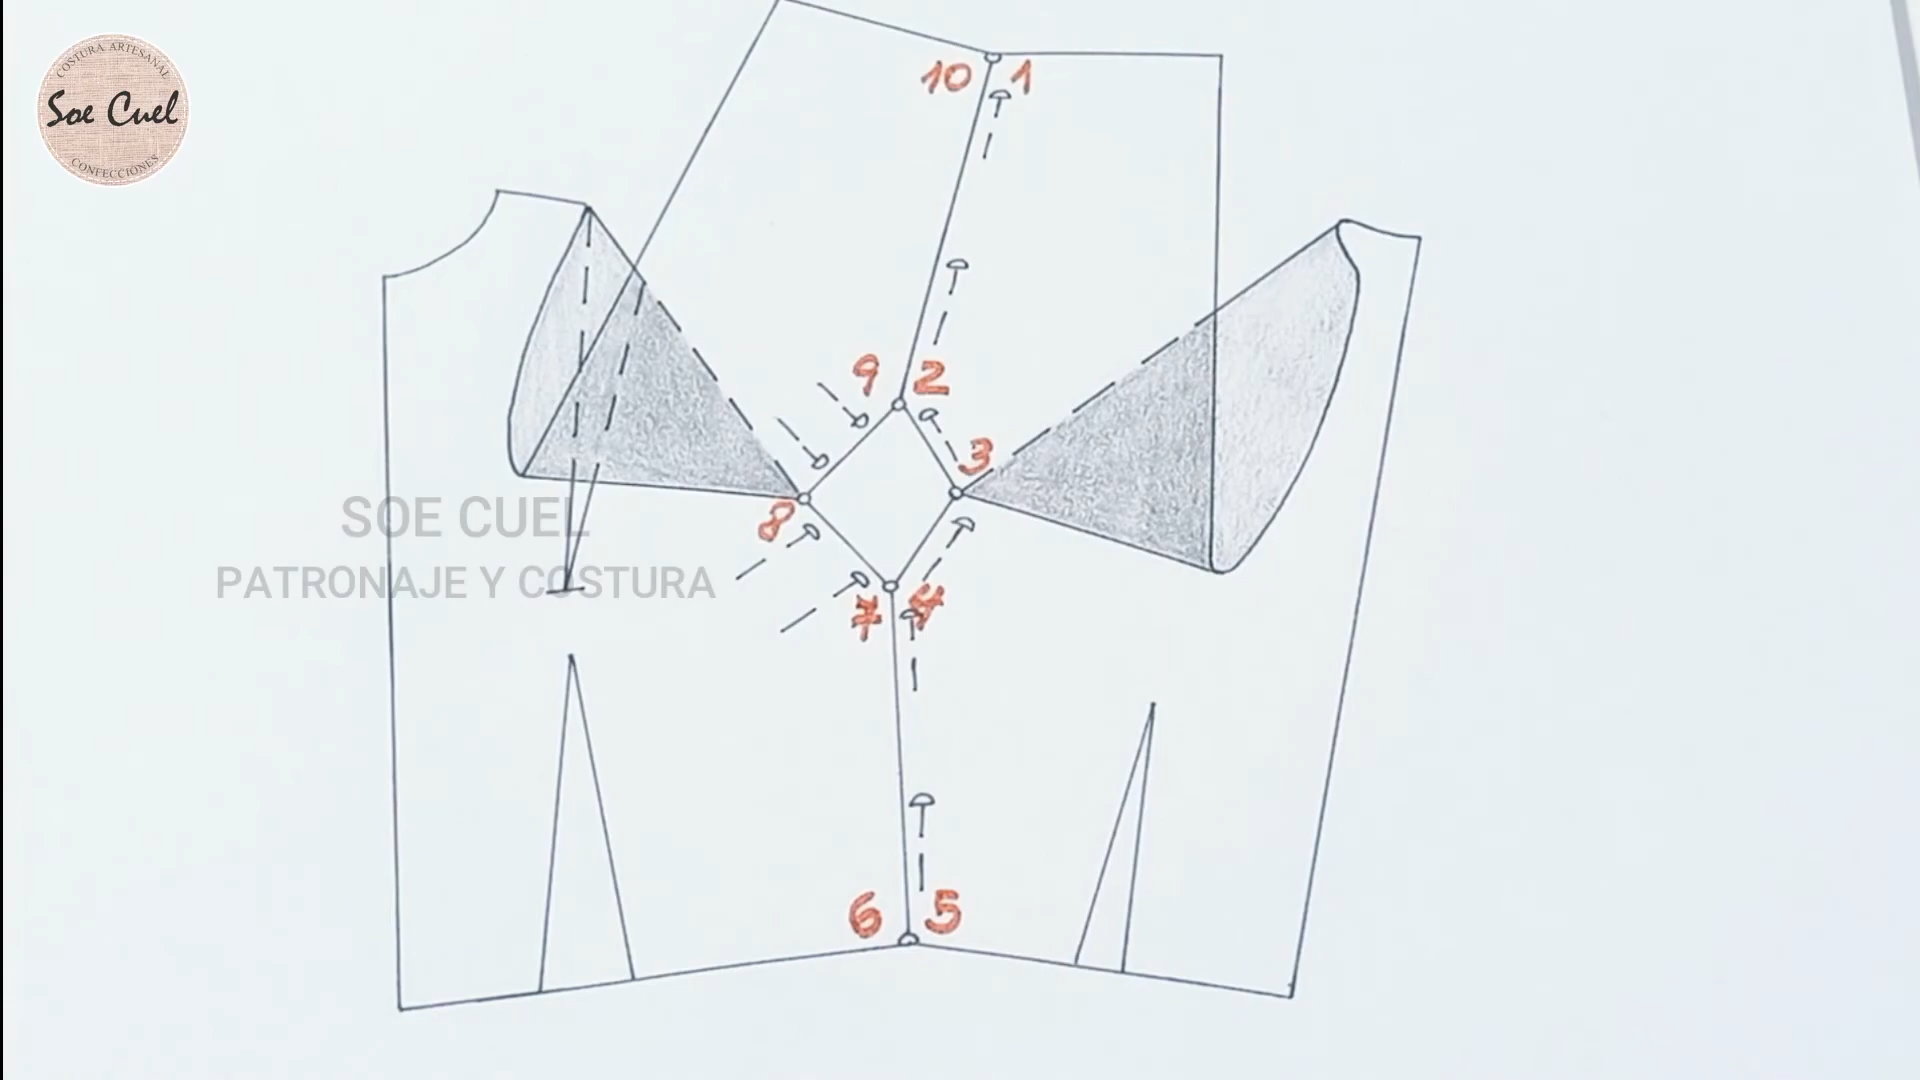 COSTURA ARTESANAL
Soe Cuel
CONFECCIONES
10 1
9 2
3
8
7 4
6 5
SOE CUEL
PATRONAJE Y COSTURA